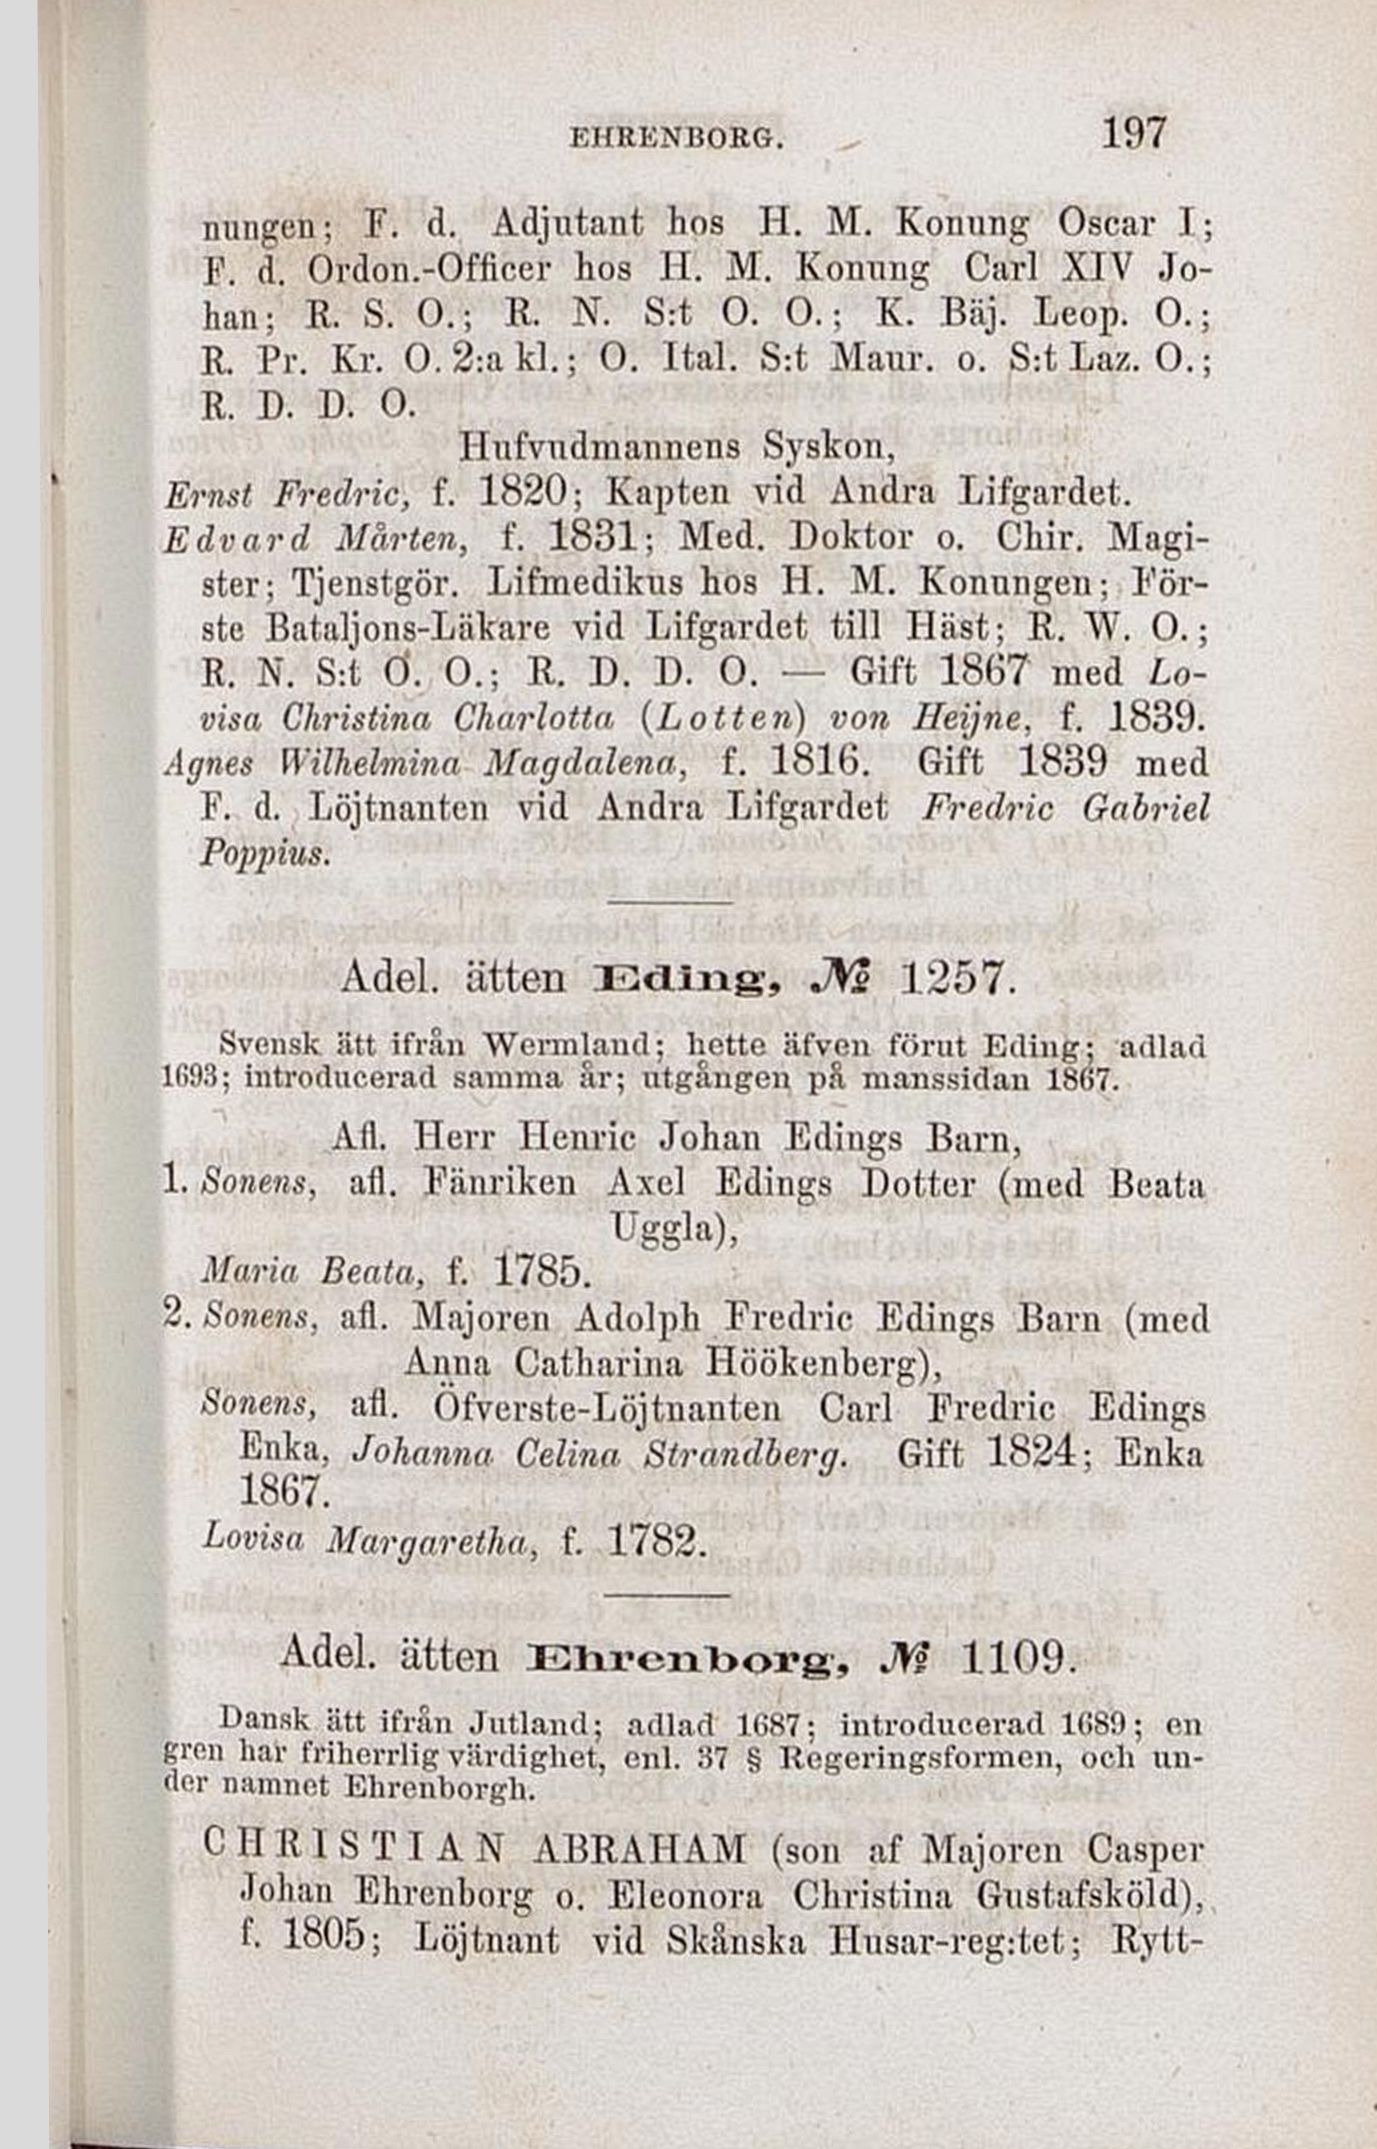 EHRENBORG. 197
nungen; F. d. Adjutant hos H. M. Konung Oscar I;
F. d. Ordon.-Officer hos H. M. Konung Carl XIV Jo-
han; R. S. O.; R. N. S:t O. O.; K. Bäj. Leop. O.;
R. Pr. Kr. O. 2:a kl.; O. Ital. S:t Maur. o. S:t Laz. O.;
R. D. D. O.
Hufvudmannens Syskon,
Ernst Fredric, f. 1820; Kapten vid Andra Lifgardet.
Edvard Mårten, f. 1831; Med. Doktor o. Chir. Magi-
ster; Tjenstgör. Lifmedikus hos H. M. Konungen; För-
ste Bataljons-Läkare vid Lifgardet till Häst; R. W. O.;
R. N. S:t O. O.; R. D. D. O. — Gift 1867 med Lo-
visa Christina Charlotta (Lotten) von Heijne, f. 1839.
Agnes Wilhelmina Magdalena, f. 1816. Gift 1839 med
F. d. Löjtnanten vid Andra Lifgardet Fredric Gabriel
Poppius.
Adel. ätten Eding, № 1257.
Svensk ätt ifrån Wermland; hette äfven förut Eding; adlad
1693; introducerad samma år; utgången på manssidan 1867.
Afl. Herr Henric Johan Edings Barn,
1. Sonens, afl. Fänriken Axel Edings Dotter (med Beata
Uggla),
Maria Beata, f. 1785.
2. Sonens, afl. Majoren Adolph Fredric Edings Barn (med
Anna Catharina Höökenberg),
Sonens, afl. Öfverste-Löjtnanten Carl Fredric Edings
Enka, Johanna Celina Strandberg. Gift 1824; Enka
1867.
Lovisa Margaretha, f. 1782.
Adel. ätten Ehrenborg, № 1109.
Dansk ätt ifrån Jutland; adlad 1687; introducerad 1689; en
gren har friherrlig värdighet, enl. 37 § Regeringsformen, och un-
der namnet Ehrenborgh.
CHRISTIAN ABRAHAM (son af Majoren Casper
Johan Ehrenborg o. Eleonora Christina Gustafsköld),
f. 1805; Löjtnant vid Skånska Husar-reg:tet; Rytt-